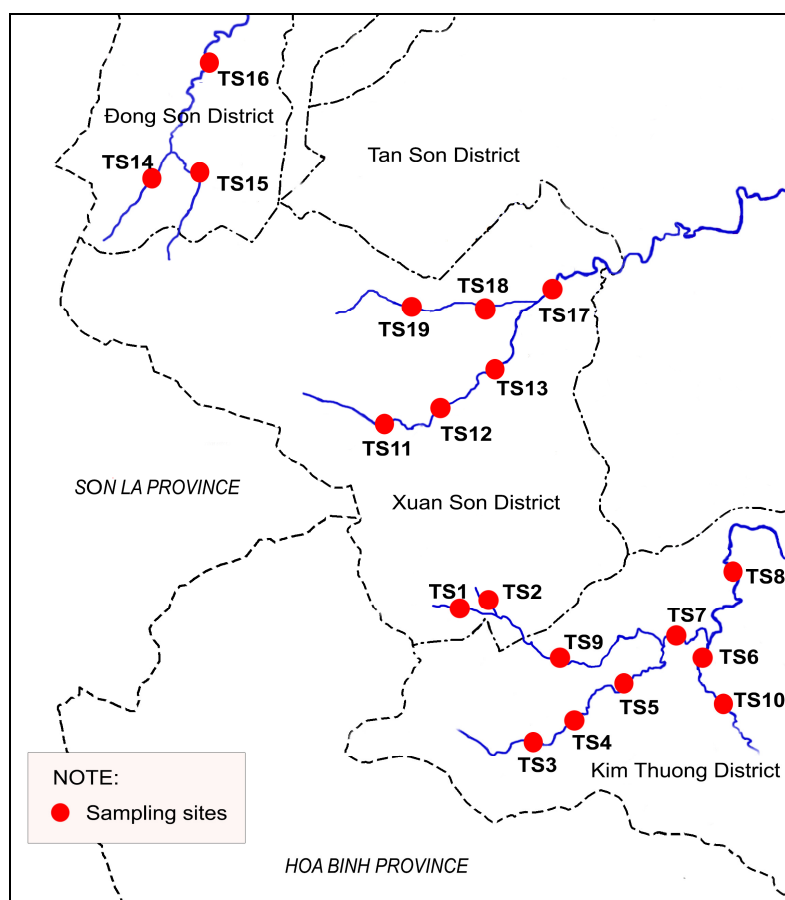 TS16
Đong Son District
Tan Son District
TS14
TS15
TS18
TS17
TS19
TS13
TS12
TS11
SON LA PROVINCE
Xuan Son District
TS8
TS1
TS2
TS7
TS9
TS6
TS5
TS10
TS4
TS3
Kim Thuong District
NOTE:
Sampling sites
HOA BINH PROVINCE